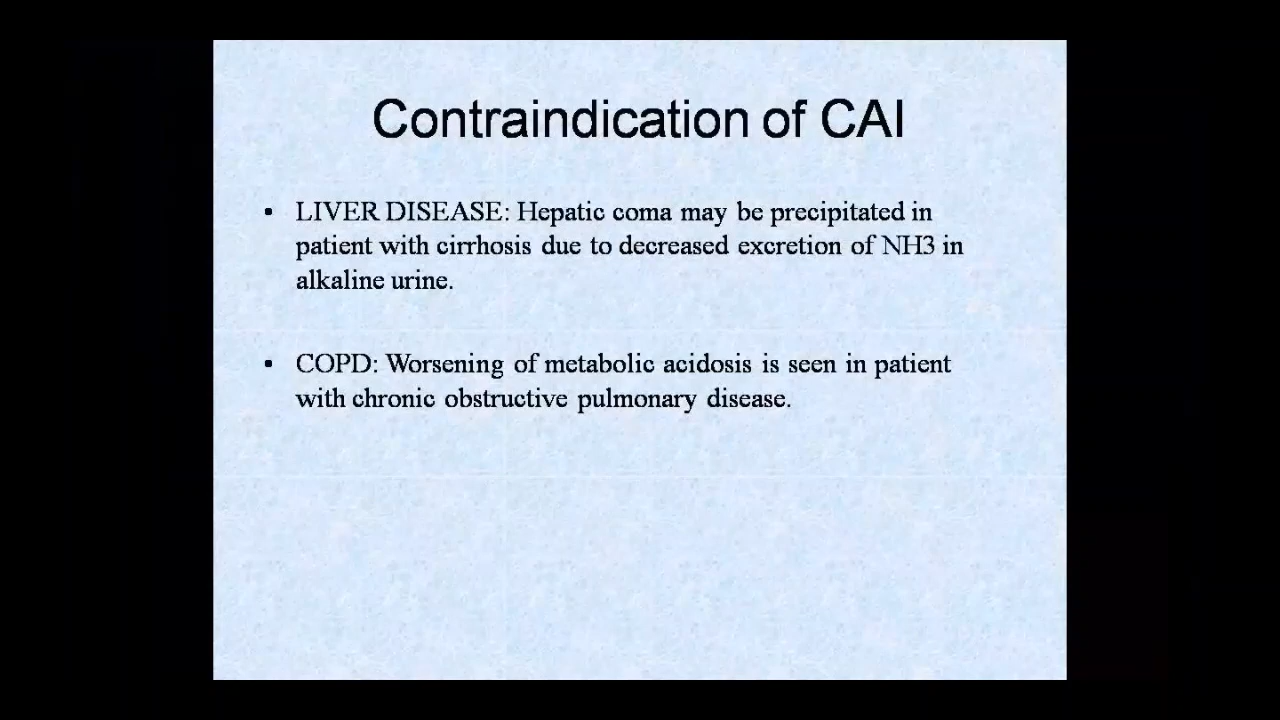 Contraindication of CAI
• LIVER DISEASE: Hepatic coma may be precipitated in
patient with cirrhosis due to decreased excretion of NH3 in
alkaline urine.
• COPD: Worsening of metabolic acidosis is seen in patient
with chronic obstructive pulmonary disease.